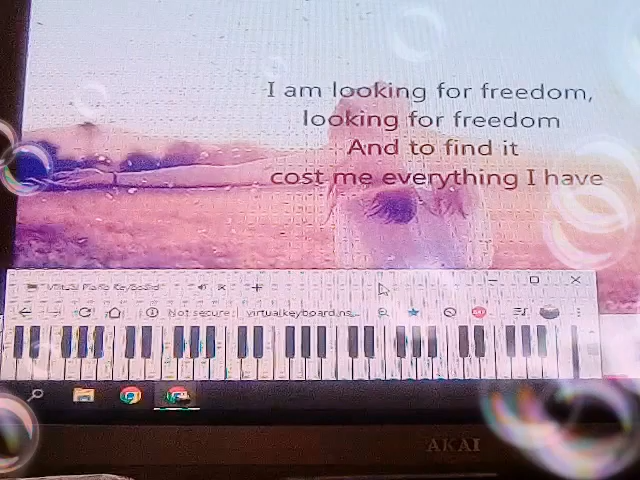 I am looking for freedom,
looking for freedom
And to find it
cost me everything I have
Virtual Piano Keyboard
Not secure
virtualkeyboard.ns...
AKAI